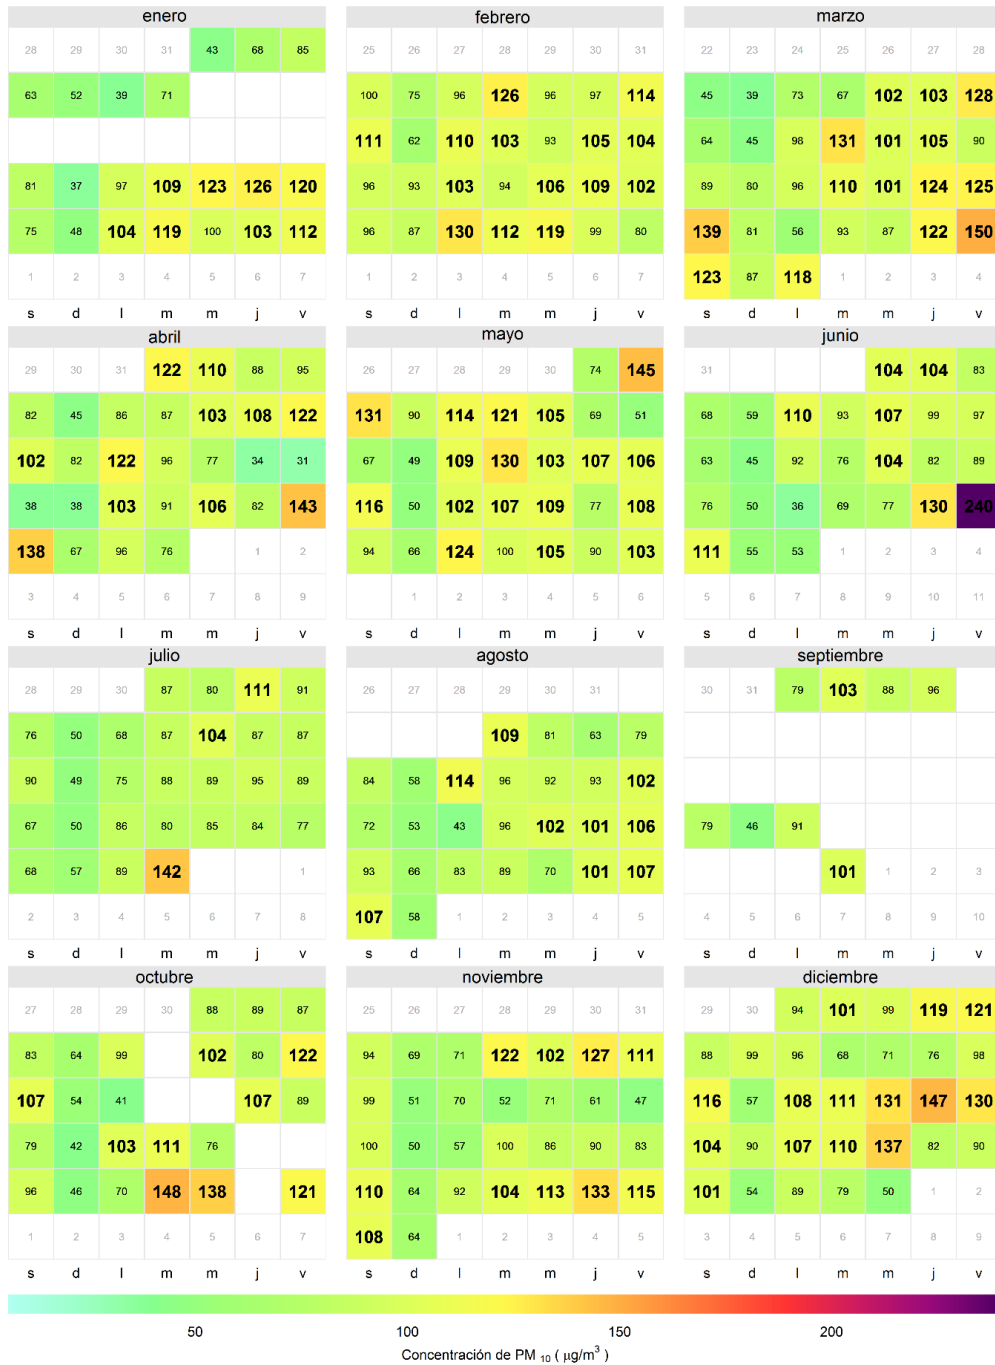 enero febrero marzo
28 29 30 31 43 68 85 25 26 27 28 29 30 31 22 23 24 25 26 27 28
63 52 39 71 100 75 96 126 96 97 114 45 39 73 67 102 103 128
111 62 110 103 93 105 104 64 45 98 131 101 105 90
81 37 97 109 123 126 120 96 93 103 94 106 109 102 89 80 96 110 101 124 125
75 48 104 119 100 103 112 96 87 130 112 119 99 80 139 81 56 93 87 122 150
1 2 3 4 5 6 7 1 2 3 4 5 6 7 123 87 118 1 2 3 4
s d l m m j v s d l m m j v s d l m m j v
abril mayo junio
29 30 31 122 110 88 95 26 27 28 29 30 74 145 31 104 104 83
82 45 86 87 103 108 122 131 90 114 121 105 69 51 68 59 110 93 107 99 97
102 82 122 96 77 34 31 67 49 109 130 103 107 106 63 45 92 76 104 82 89
38 38 103 91 106 82 143 116 50 102 107 109 77 108 76 50 36 69 77 130 240
138 67 96 76 1 2 94 66 124 100 105 90 103 111 55 53 1 2 3 4
3 4 5 6 7 8 9 1 2 3 4 5 6 5 6 7 8 9 10 11
s d l m m j v s d l m m j v s d l m m j v
julio agosto septiembre
28 29 30 87 80 111 91 26 27 28 29 30 31 30 31 79 103 88 96
76 50 68 87 104 87 87 109 81 63 79
90 49 75 88 89 95 89 84 58 114 96 92 93 102
67 50 86 80 85 84 77 72 53 43 96 102 101 106 79 46 91
68 57 89 142 1 93 66 83 89 70 101 107 101 1 2 3
2 3 4 5 6 7 8 107 58 1 2 3 4 5 4 5 6 7 8 9 10
s d l m m j v s d l m m j v s d l m m j v
octubre noviembre diciembre
27 28 29 30 88 89 87 25 26 27 28 29 30 31 29 30 94 101 99 119 121
83 64 99 102 80 122 94 69 71 122 102 127 111 88 99 96 68 71 76 98
107 54 41 107 89 99 51 70 52 71 61 47 116 57 108 111 131 147 130
79 42 103 111 76 100 50 57 100 86 90 83 104 90 107 110 137 82 90
96 46 70 148 138 121 110 64 92 104 113 133 115 101 54 89 79 50 1 2
1 2 3 4 5 6 7 108 64 1 2 3 4 5 3 4 5 6 7 8 9
s d l m m j v s d l m m j v s d l m m j v
50 100 150 200
Concentración de PM 10 ( μg/m³ )